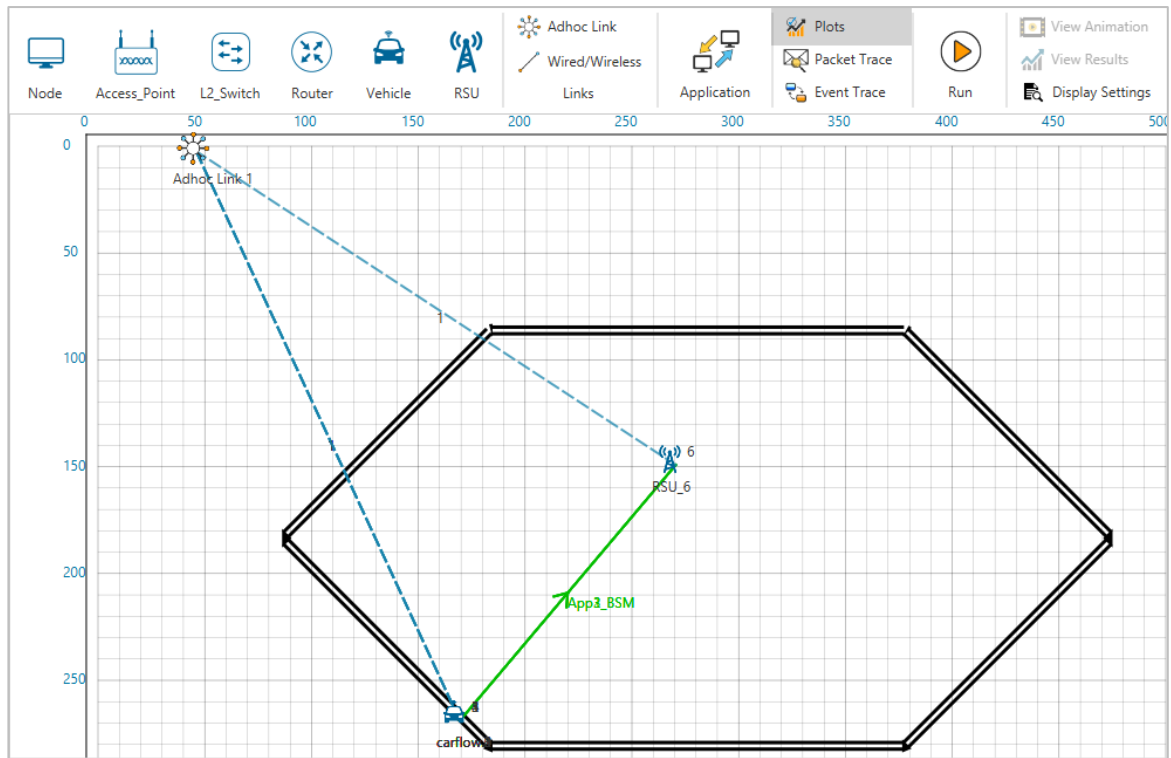 Node
Access_Point
L2_Switch
Router
Vehicle
RSU
Adhoc Link
Wired/Wireless
Links
Application
Plots
Packet Trace
Event Trace
Run
View Animation
View Results
Display Settings
0 50 100 150 200 250 300 350 400 450 500
0
Adhoc Link 1
50
1
100
150
6
RSU_6
200
250
carflow